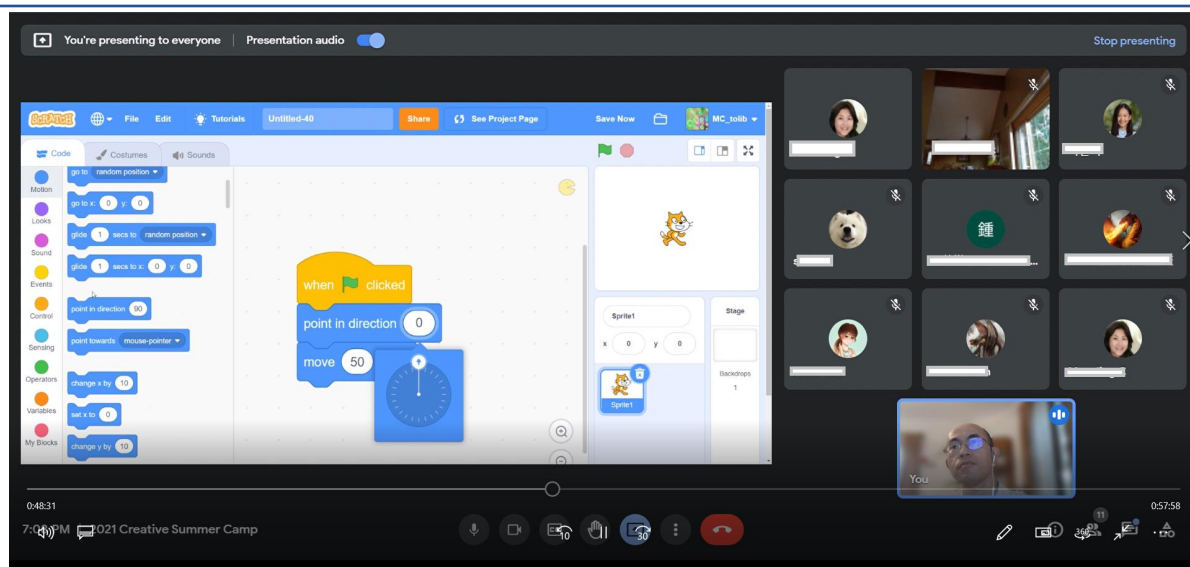 You're presenting to everyone
Presentation audio
Stop presenting
SCRATCH
File
Edit
Tutorials
Untitled-40
Share
See Project Page
Save Now
MC_tolib
Code
Costumes
Sounds
Motion
Looks
Sound
Events
Control
Sensing
Operators
Variables
My Blocks
go to random position
go to x: 0 y: 0
glide 1 secs to random position
glide 1 secs to x: 0 y: 0
point in direction 90
point towards mouse-pointer
change x by 10
set x to 0
change y by 10
when clicked
point in direction 0
move 50
Sprite1
x 0 y 0
Sprite1
Stage
Backdrops
1
鍾
You
0:48:31
0:57:58
PM
2021 Creative Summer Camp
10
30
11
360